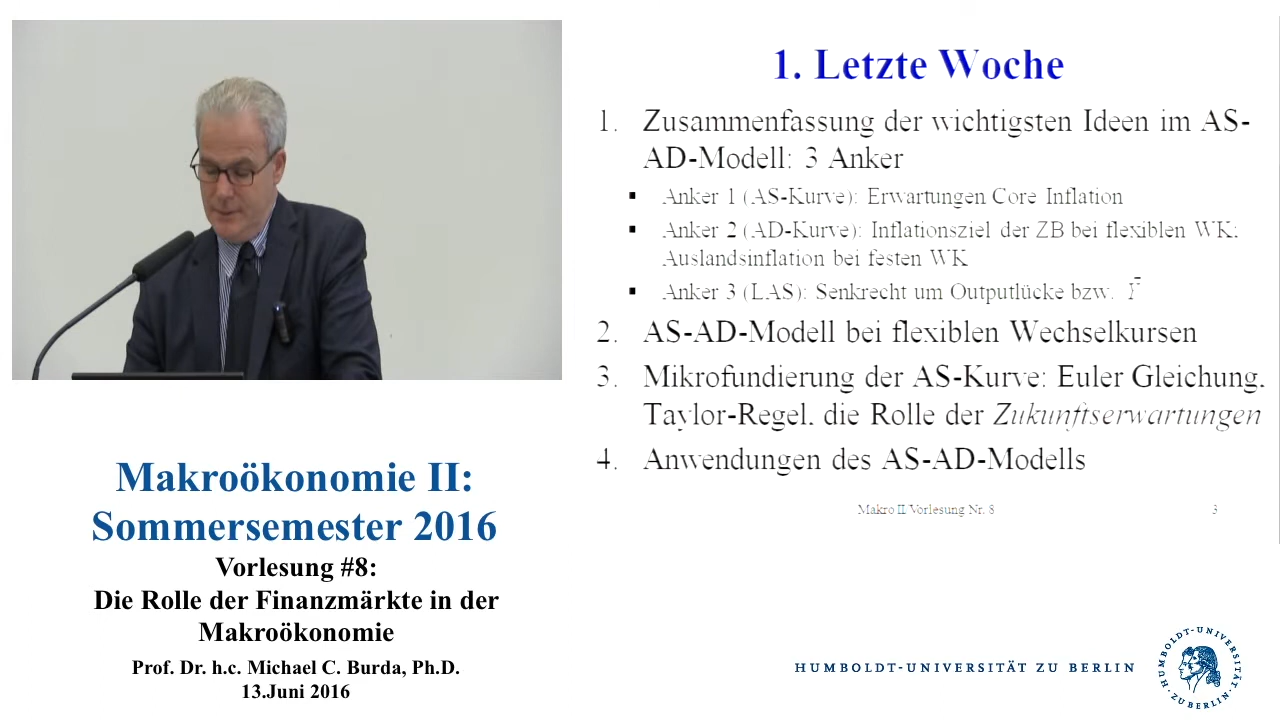 1. Letzte Woche
1. Zusammenfassung der wichtigsten Ideen im AS-
AD-Modell: 3 Anker
▪ Anker 1 (AS-Kurve): Erwartungen Core Inflation
▪ Anker 2 (AD-Kurve): Inflationsziel der ZB bei flexiblen WK;
Auslandsinflation bei festen WK
▪ Anker 3 (LAS): Senkrecht um Outputlücke bzw. Ȳ
2. AS-AD-Modell bei flexiblen Wechselkursen
3. Mikrofundierung der AS-Kurve: Euler Gleichung,
Taylor-Regel, die Rolle der Zukunftserwartungen
4. Anwendungen des AS-AD-Modells
Makro II/Vorlesung Nr. 8 3
Makroökonomie II:
Sommersemester 2016
Vorlesung #8:
Die Rolle der Finanzmärkte in der
Makroökonomie
Prof. Dr. h.c. Michael C. Burda, Ph.D.
13.Juni 2016
HUMBOLDT-UNIVERSITÄT ZU BERLIN
HUMBOLDT-UNIVERSITÄT ZU BERLIN